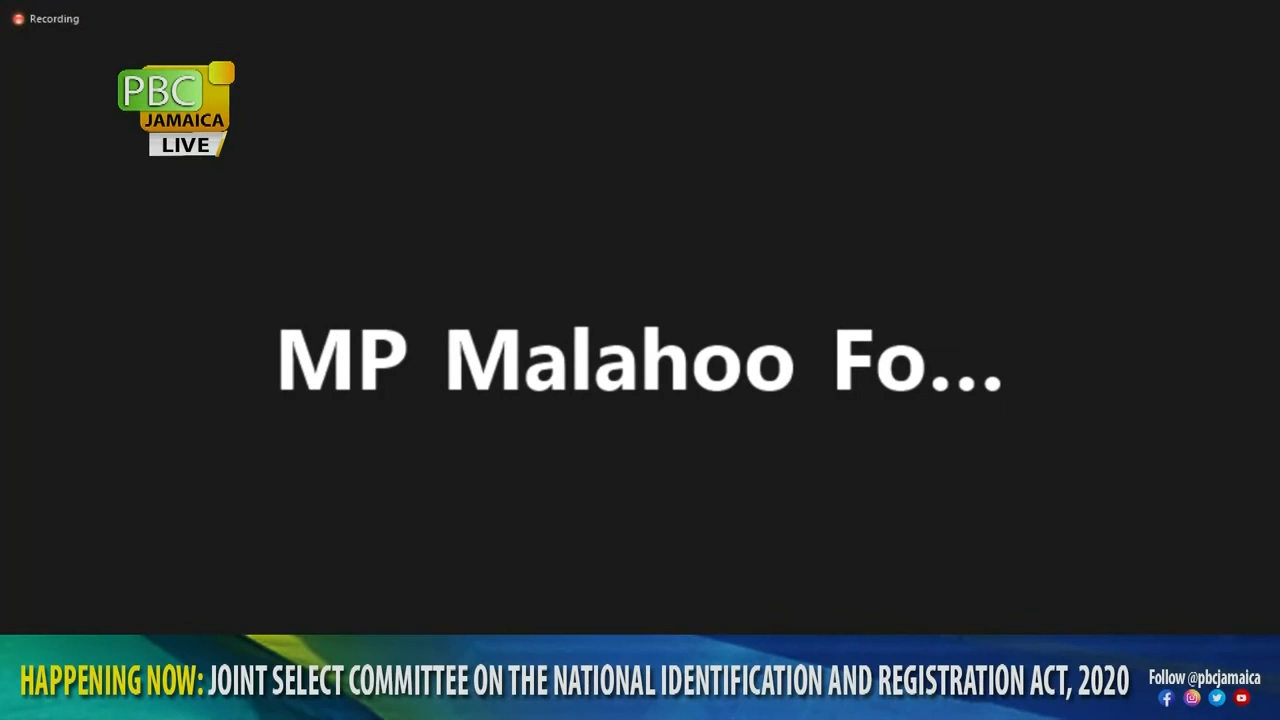 Recording
PBC
JAMAICA
LIVE
MP Malahoo Fo...
HAPPENING NOW: JOINT SELECT COMMITTEE ON THE NATIONAL IDENTIFICATION AND REGISTRATION ACT, 2020
Follow @pbcjamaica